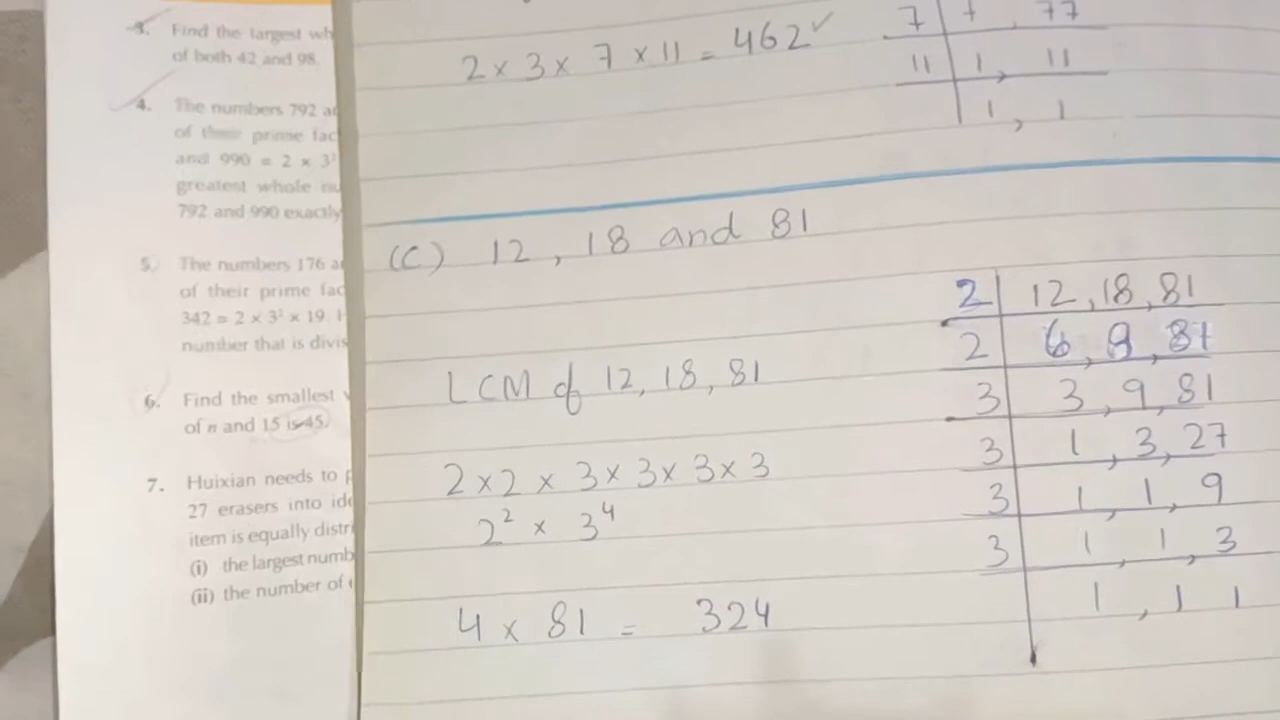 3. Find the largest wh
of both 42 and 98.
4. The numbers 792 a
of their prime fac
and 990 = 2 × 3²
greatest whole nu
792 and 990 exactly
5. The numbers 176 a
of their prime fac
342 = 2 × 3² × 19.
number that is divis
6. Find the smallest
of n and 15 is 45.
7. Huixian needs to p
27 erasers into ide
item is equally distri
(i) the largest numb
(ii) the number of
2 × 3 × 7 × 11 = 462 ✓
7 7, 77
11 1, 11
1, 1
(C) 12, 18 and 81
LCM of 12, 18, 81
2 × 2 × 3 × 3 × 3 × 3
2² × 3⁴
4 × 81 = 324
2 12, 18, 81
2 6, 9, 81
3 3, 9, 81
3 1, 3, 27
3 1, 1, 9
3 1, 1, 3
1, 1 1